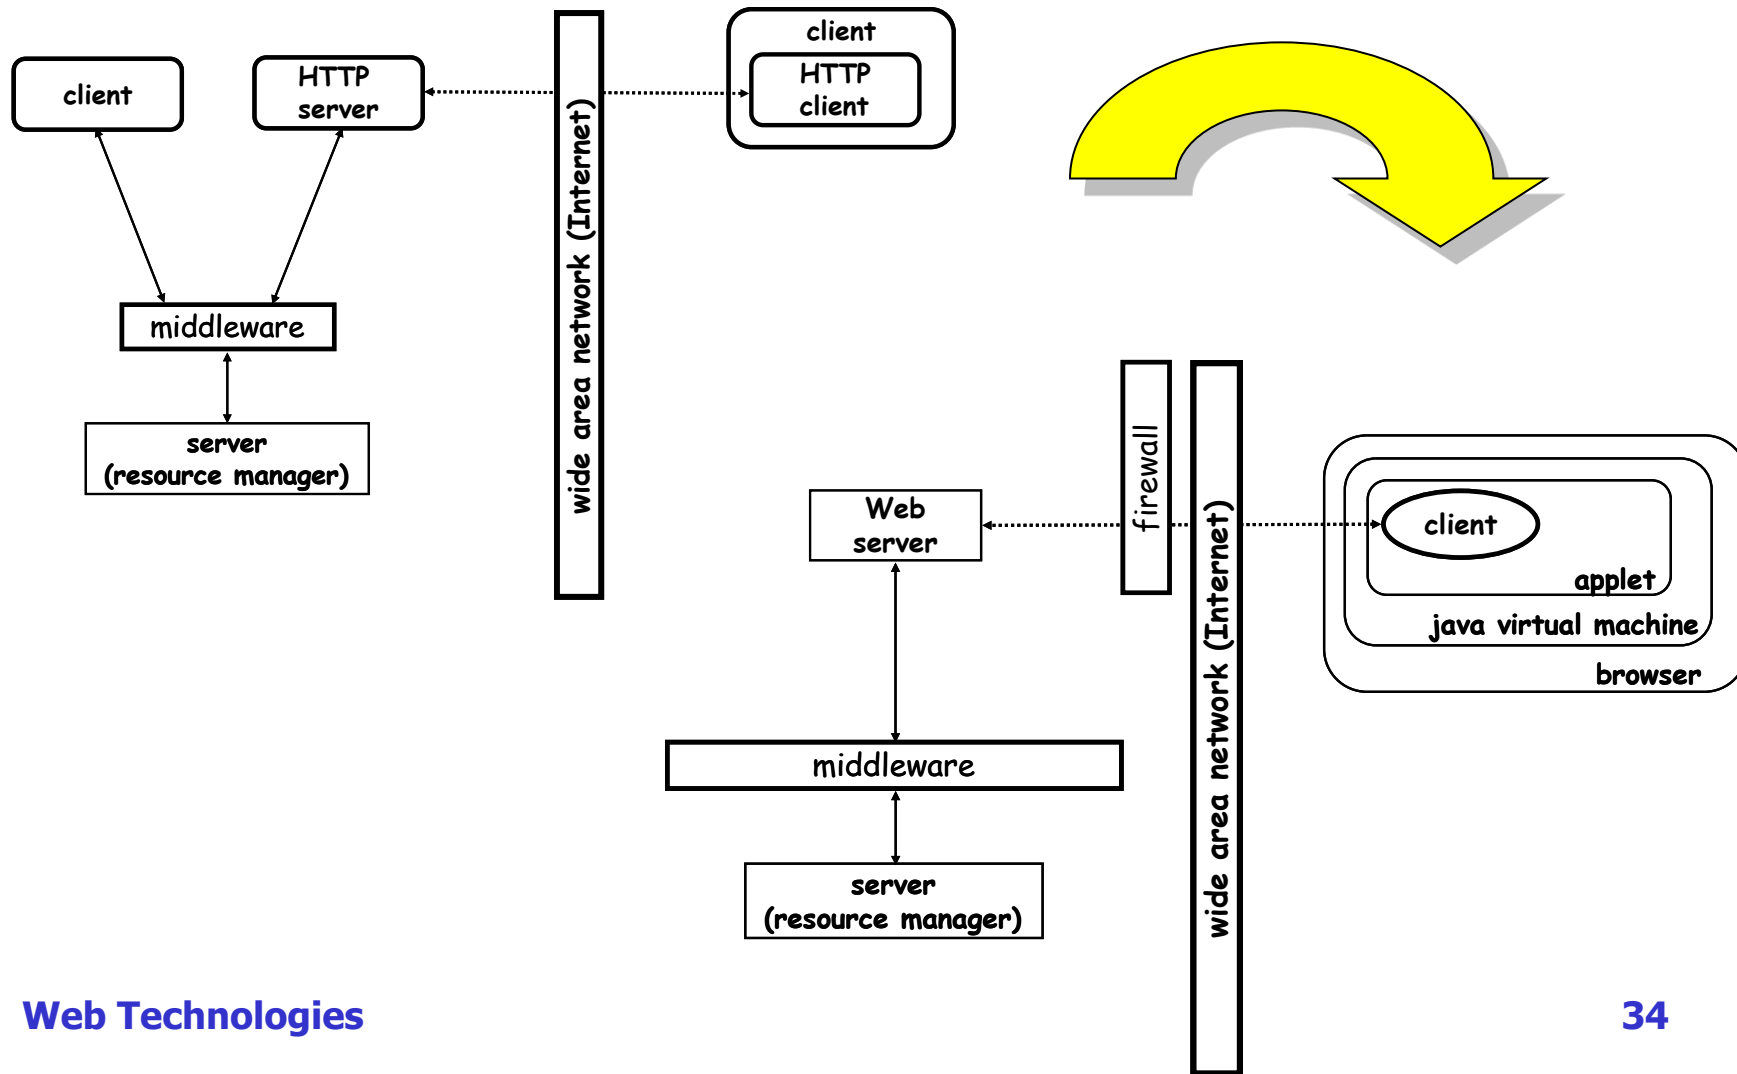 client
HTTP
server
client
HTTP
client
middleware
server
(resource manager)
wide area network (Internet)
Web
server
firewall
wide area network (Internet)
client
applet
java virtual machine
browser
middleware
server
(resource manager)
Web Technologies
34